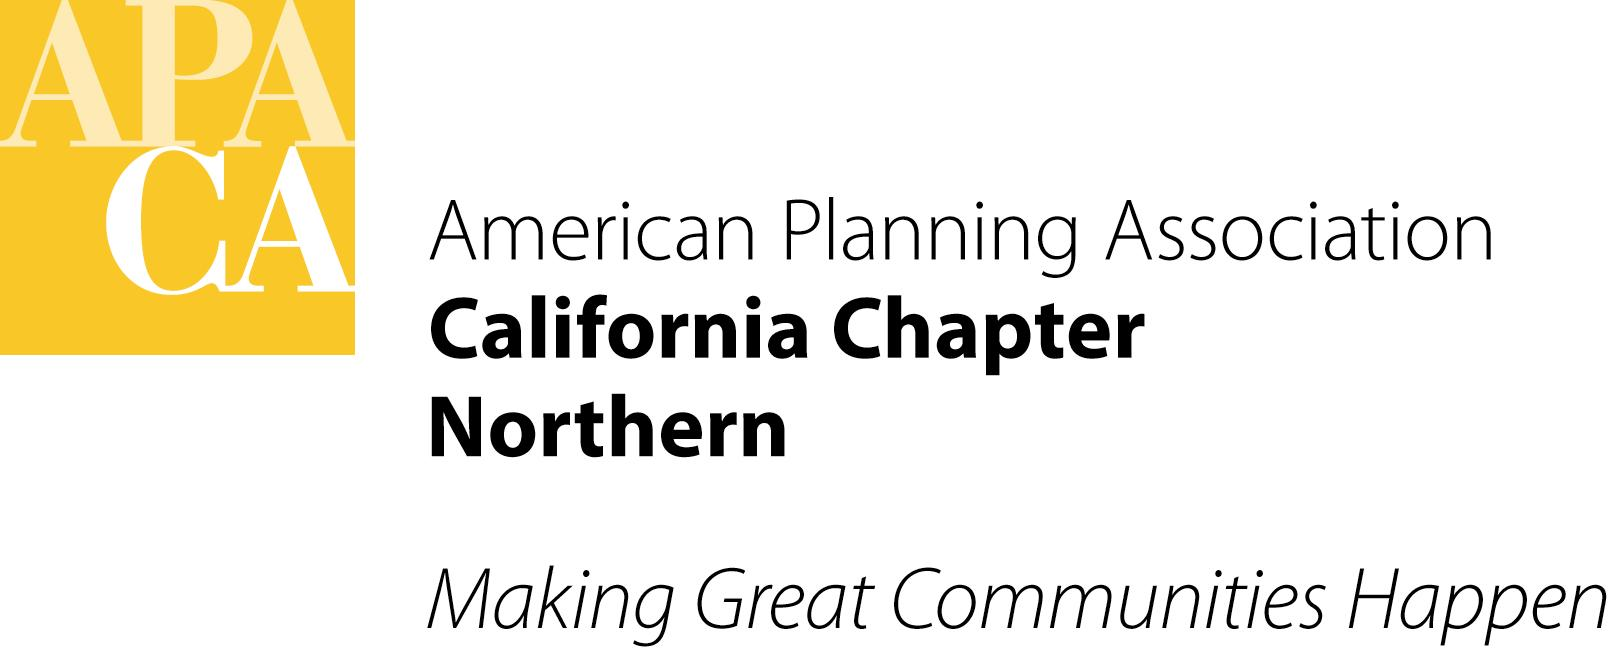 APA
CA
American Planning Association
California Chapter
Northern
Making Great Communities Happen